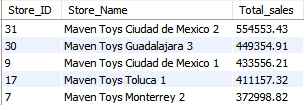 Store_ID Store_Name Total_sales
31 Maven Toys Ciudad de Mexico 2 554553.43
30 Maven Toys Guadalajara 3 449354.91
9 Maven Toys Ciudad de Mexico 1 433556.21
17 Maven Toys Toluca 1 411157.32
7 Maven Toys Monterrey 2 372998.82